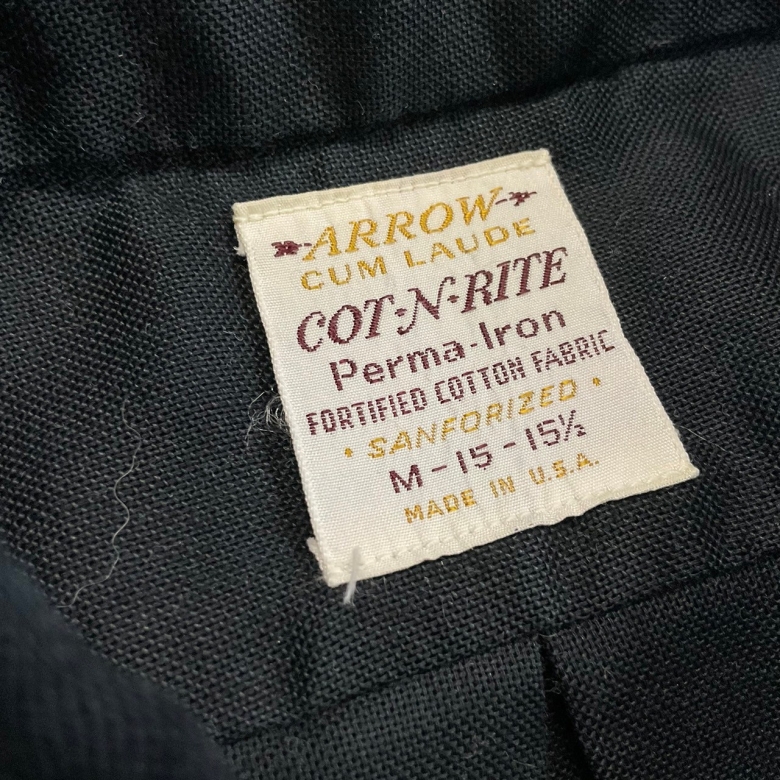 ARROW
CUM LAUDE
COT·N·RITE
Perma-Iron
FORTIFIED COTTON FABRIC
• SANFORIZED •
M-15-15½
MADE IN U.S.A.